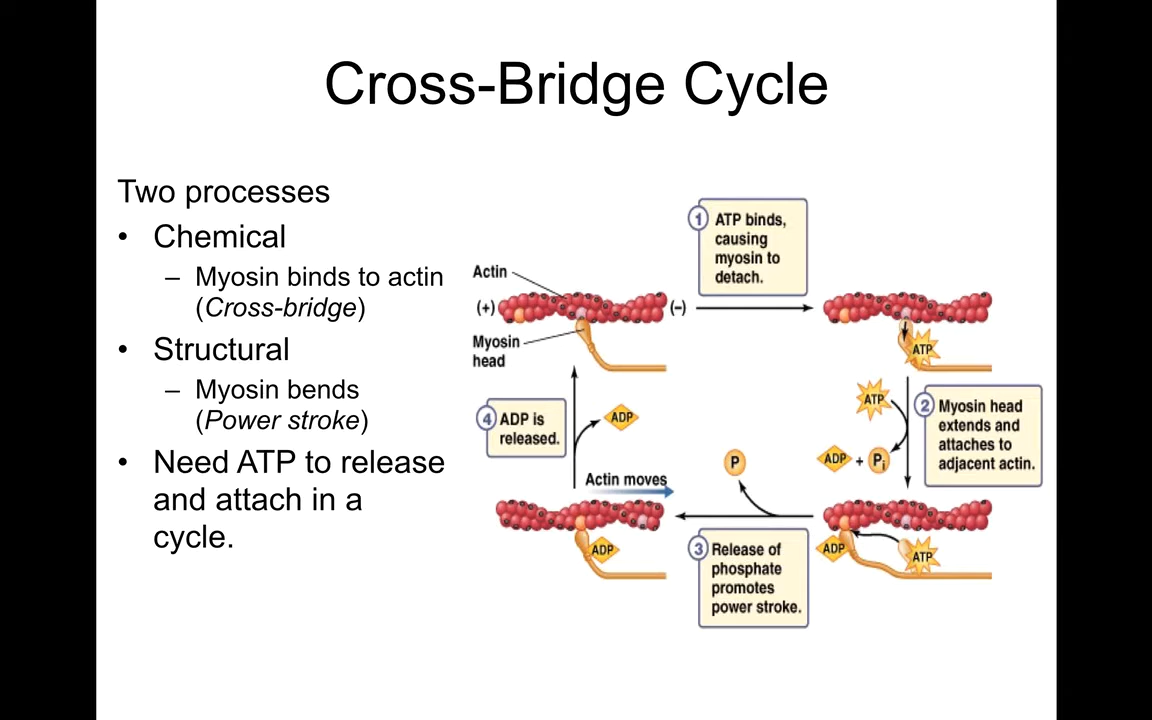 Cross-Bridge Cycle
Two processes
• Chemical
– Myosin binds to actin
(Cross-bridge)
• Structural
– Myosin bends
(Power stroke)
• Need ATP to release
and attach in a
cycle.
Actin
(+)
(–)
Myosin
head
1 ATP binds,
causing
myosin to
detach.
ATP
ATP
ADP + Pi
2 Myosin head
extends and
attaches to
adjacent actin.
ADP
ATP
P
3 Release of
phosphate
promotes
power stroke.
Actin moves
ADP
4 ADP is
released.
ADP